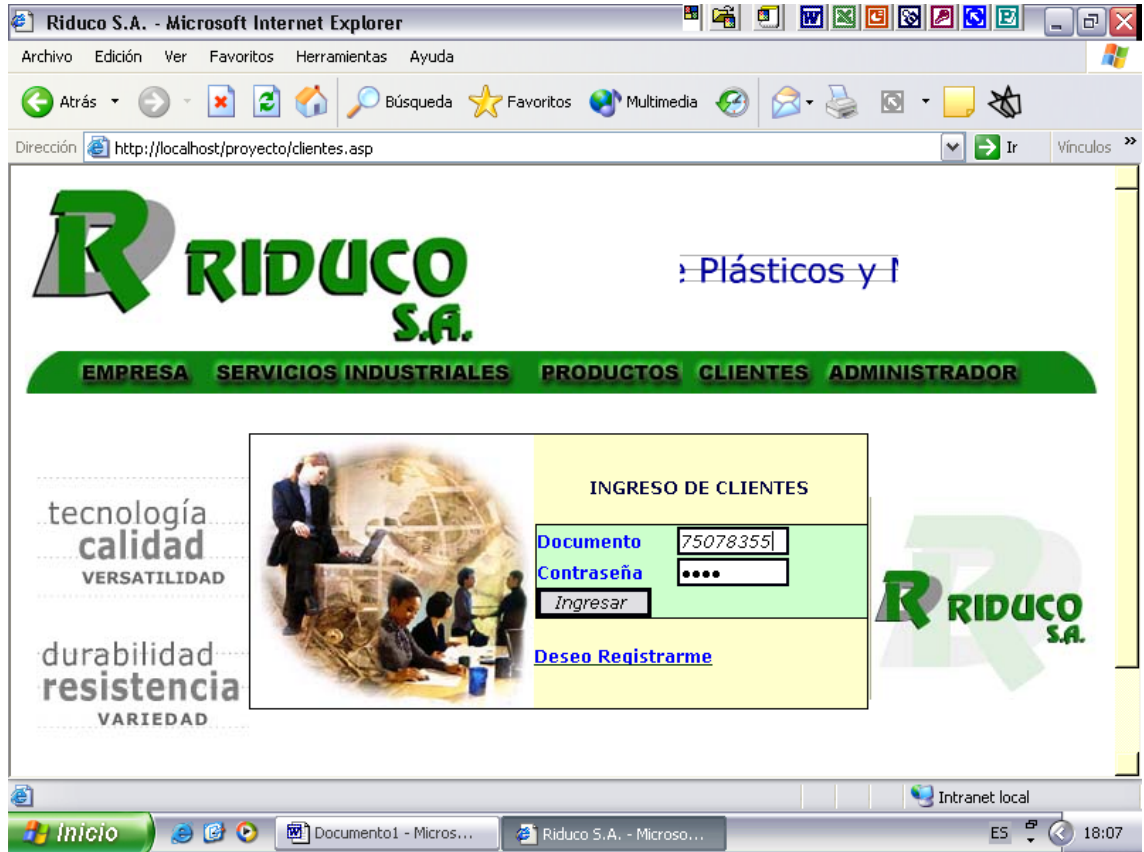 Riduco S.A. - Microsoft Internet Explorer
Archivo Edición Ver Favoritos Herramientas Ayuda
Atrás Búsqueda Favoritos Multimedia
Dirección http://localhost/proyecto/clientes.asp Ir Vínculos »
RIDUCO
S.A.
Plásticos y
EMPRESA SERVICIOS INDUSTRIALES PRODUCTOS CLIENTES ADMINISTRADOR
tecnología
calidad
VERSATILIDAD
durabilidad
resistencia
VARIEDAD
INGRESO DE CLIENTES
Documento 75078355
Contraseña ••••
Ingresar
Deseo Registrarme
RIDUCO
S.A.
Intranet local
Inicio Documento1 - Micros... Riduco S.A. - Microso... ES 18:07